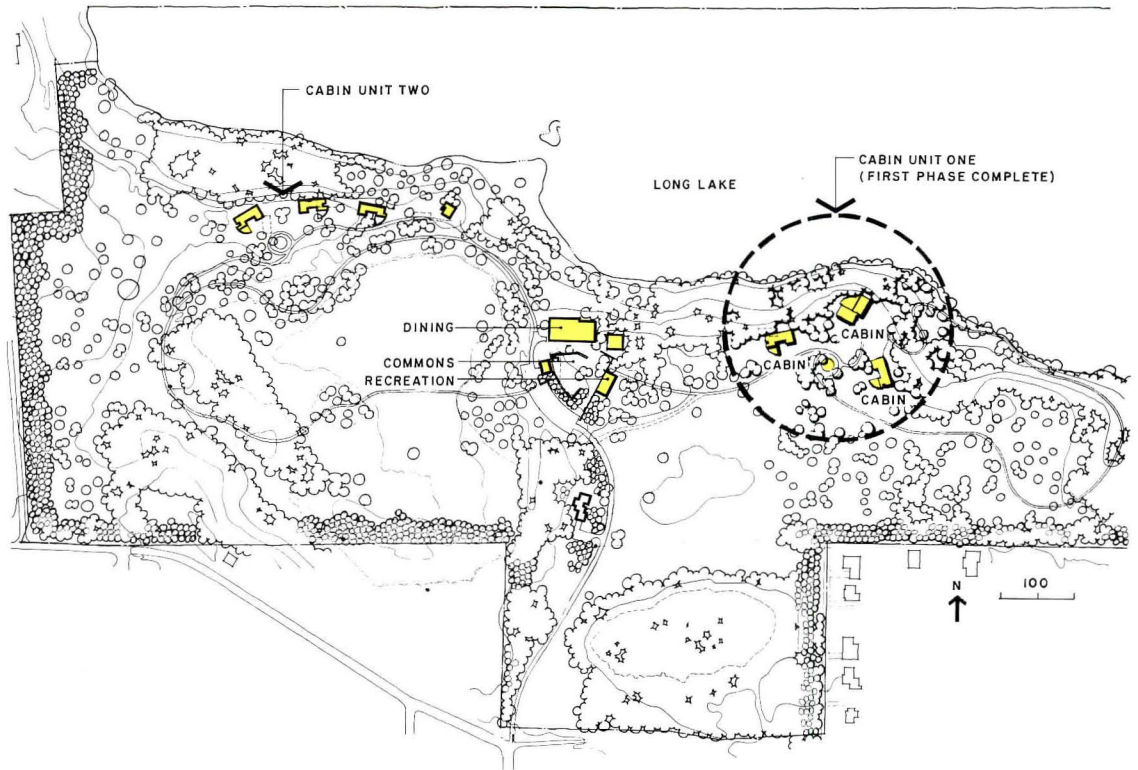 CABIN UNIT TWO
CABIN UNIT ONE
(FIRST PHASE COMPLETE)
LONG LAKE
DINING
COMMONS
RECREATION
CABIN
CABIN
CABIN
N
100